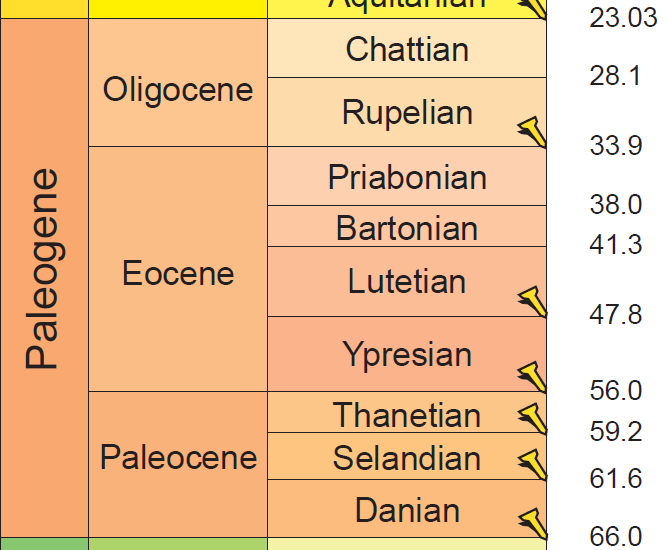 Aquitanian
23.03
Paleogene
Oligocene
Chattian
28.1
Rupelian
33.9
Eocene
Priabonian
38.0
Bartonian
41.3
Lutetian
47.8
Ypresian
56.0
Paleocene
Thanetian
59.2
Selandian
61.6
Danian
66.0